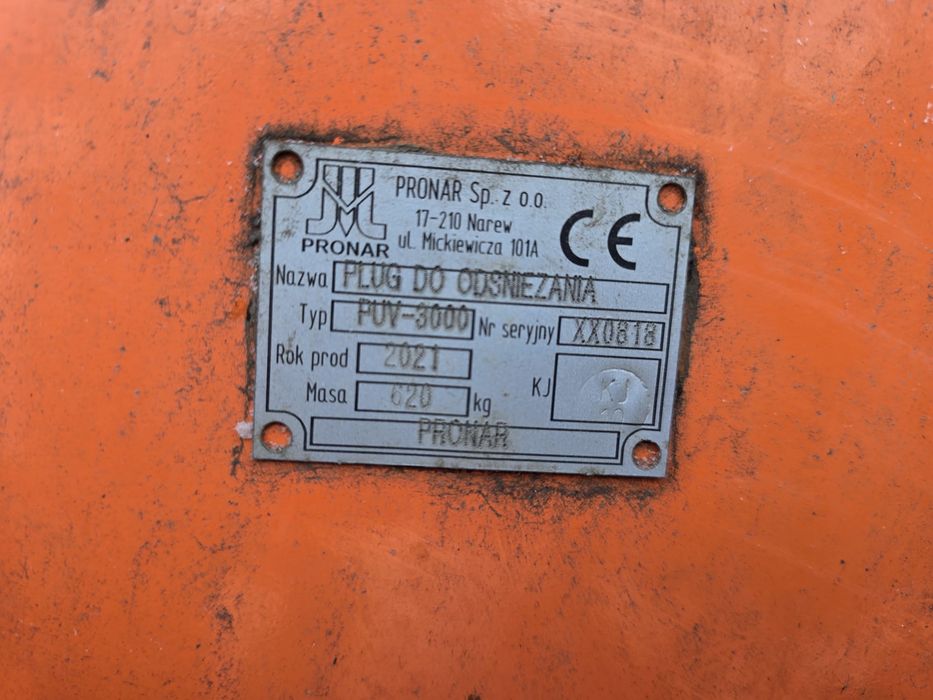 PRONAR Sp. z o.o.
17-210 Narew
ul. Mickiewicza 101A
PRONAR
CE
Nazwa PLUG DO ODSNIEZANIA
Typ PUV-3000 Nr seryjny XX0818
Rok prod 2021
Masa 620 kg
KJ KJ
PRONAR